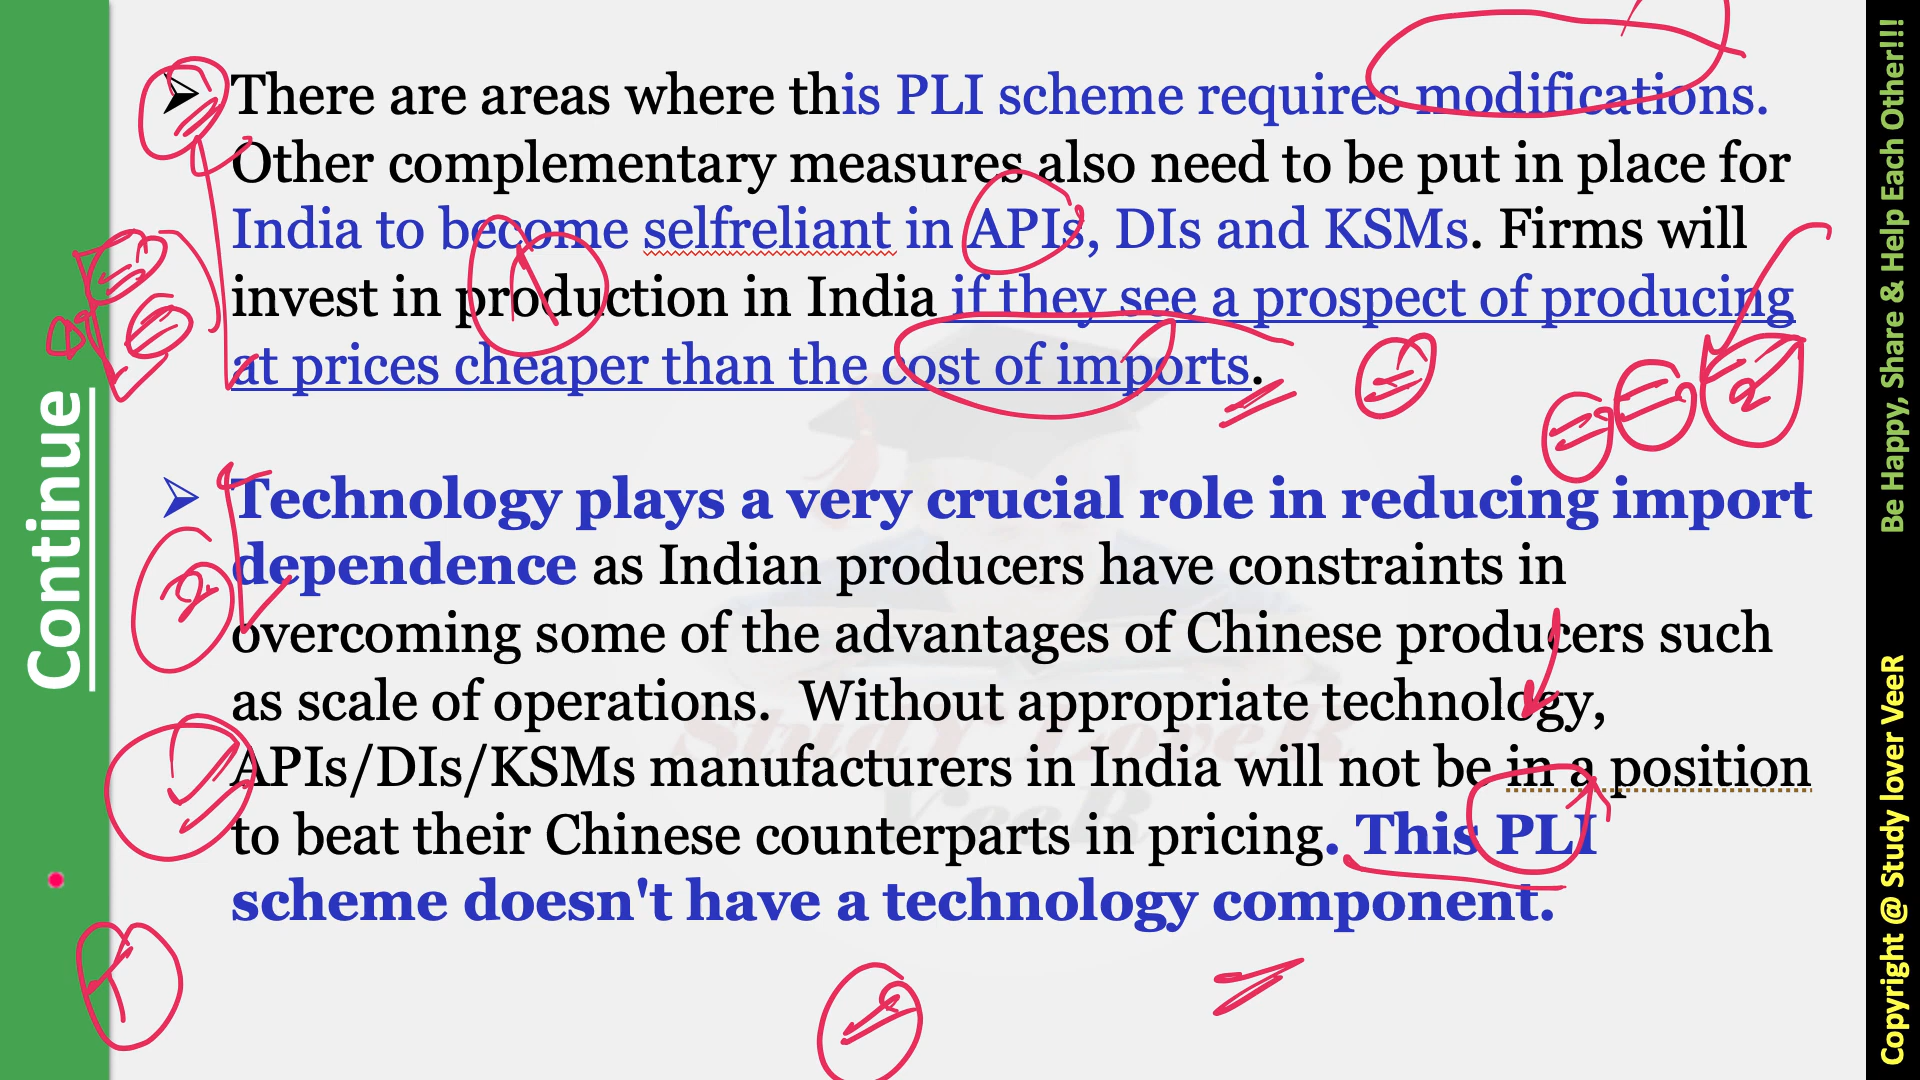 Continue
➢ There are areas where this PLI scheme requires modifications.
Other complementary measures also need to be put in place for
India to become selfreliant in APIs, DIs and KSMs. Firms will
invest in production in India if they see a prospect of producing
at prices cheaper than the cost of imports.
➢ Technology plays a very crucial role in reducing import
dependence as Indian producers have constraints in
overcoming some of the advantages of Chinese producers such
as scale of operations. Without appropriate technology,
APIs/DIs/KSMs manufacturers in India will not be in a position
to beat their Chinese counterparts in pricing. This PLI
scheme doesn't have a technology component.
StudY LoveR
VeeR
Be Happy, Share & Help Each Other!!!
Copyright @ Study lover VeeR